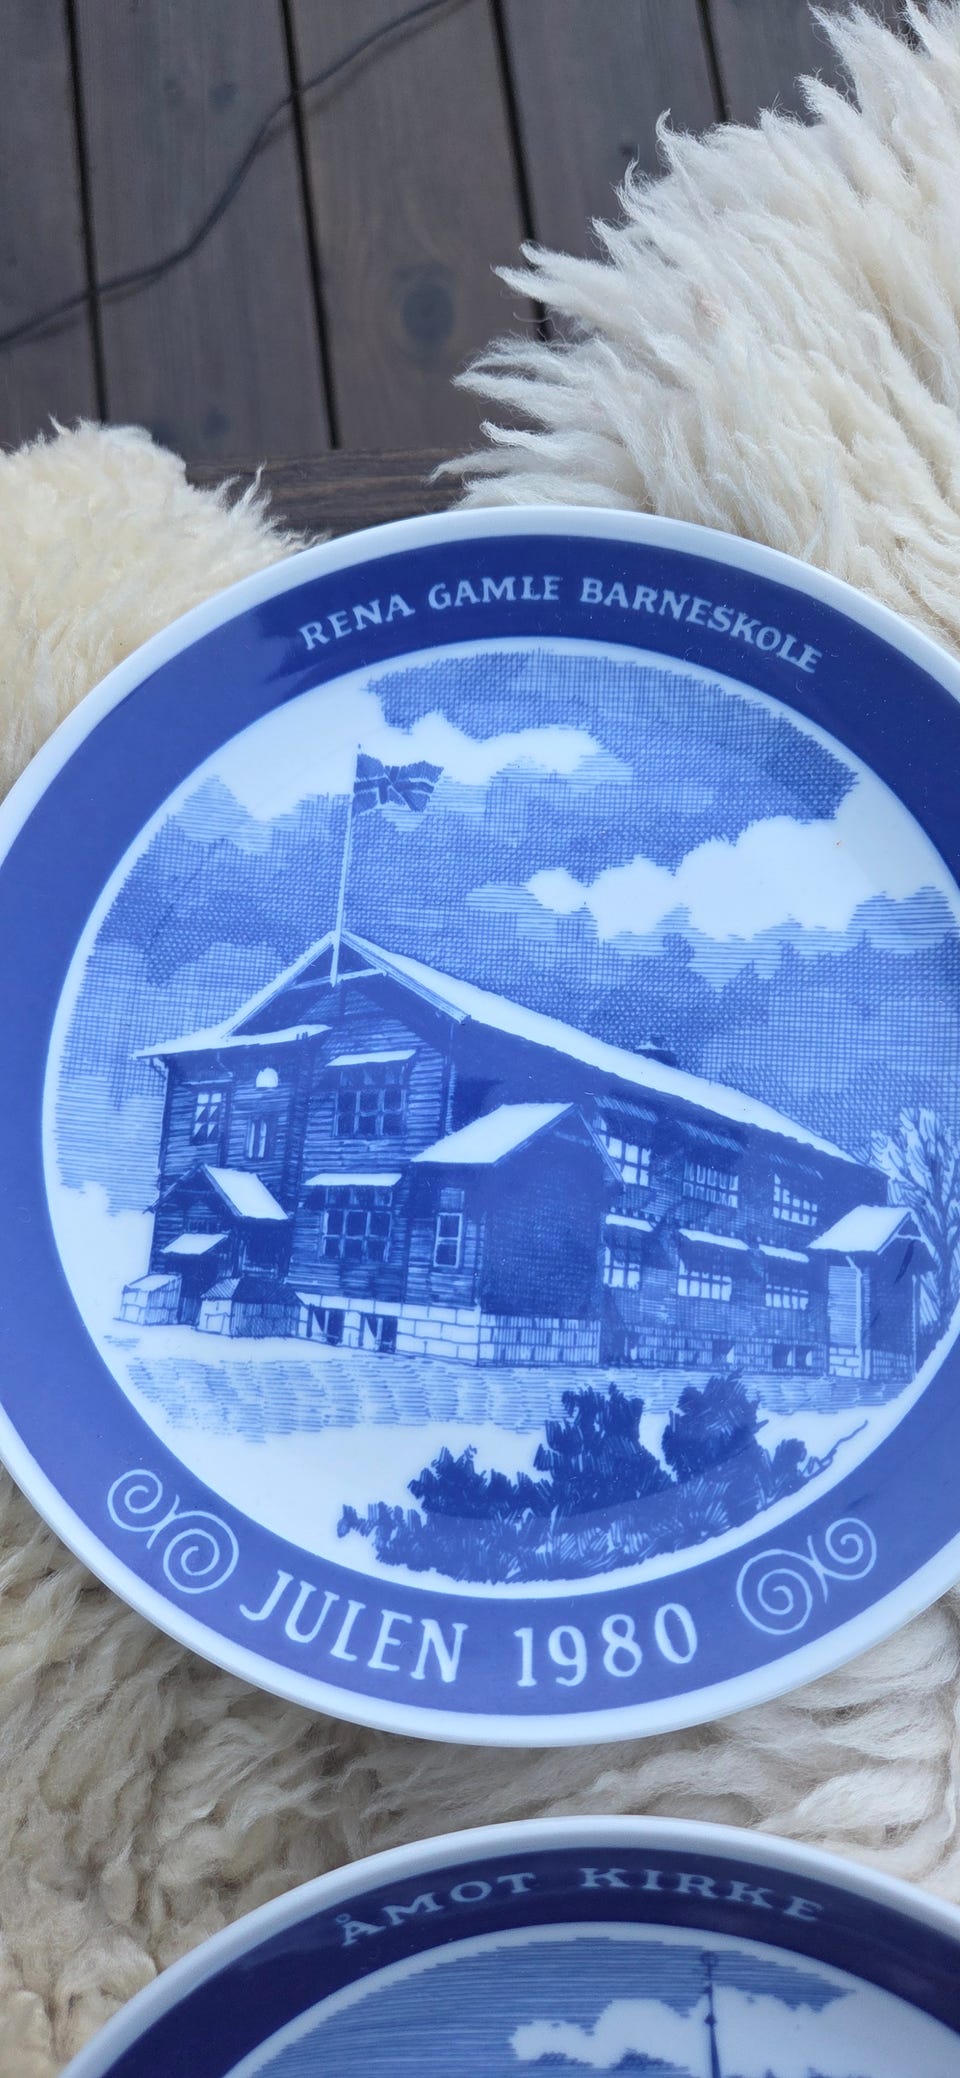 RENA GAMLE BARNESKOLE
JULEN 1980
ÅMOT KIRKE